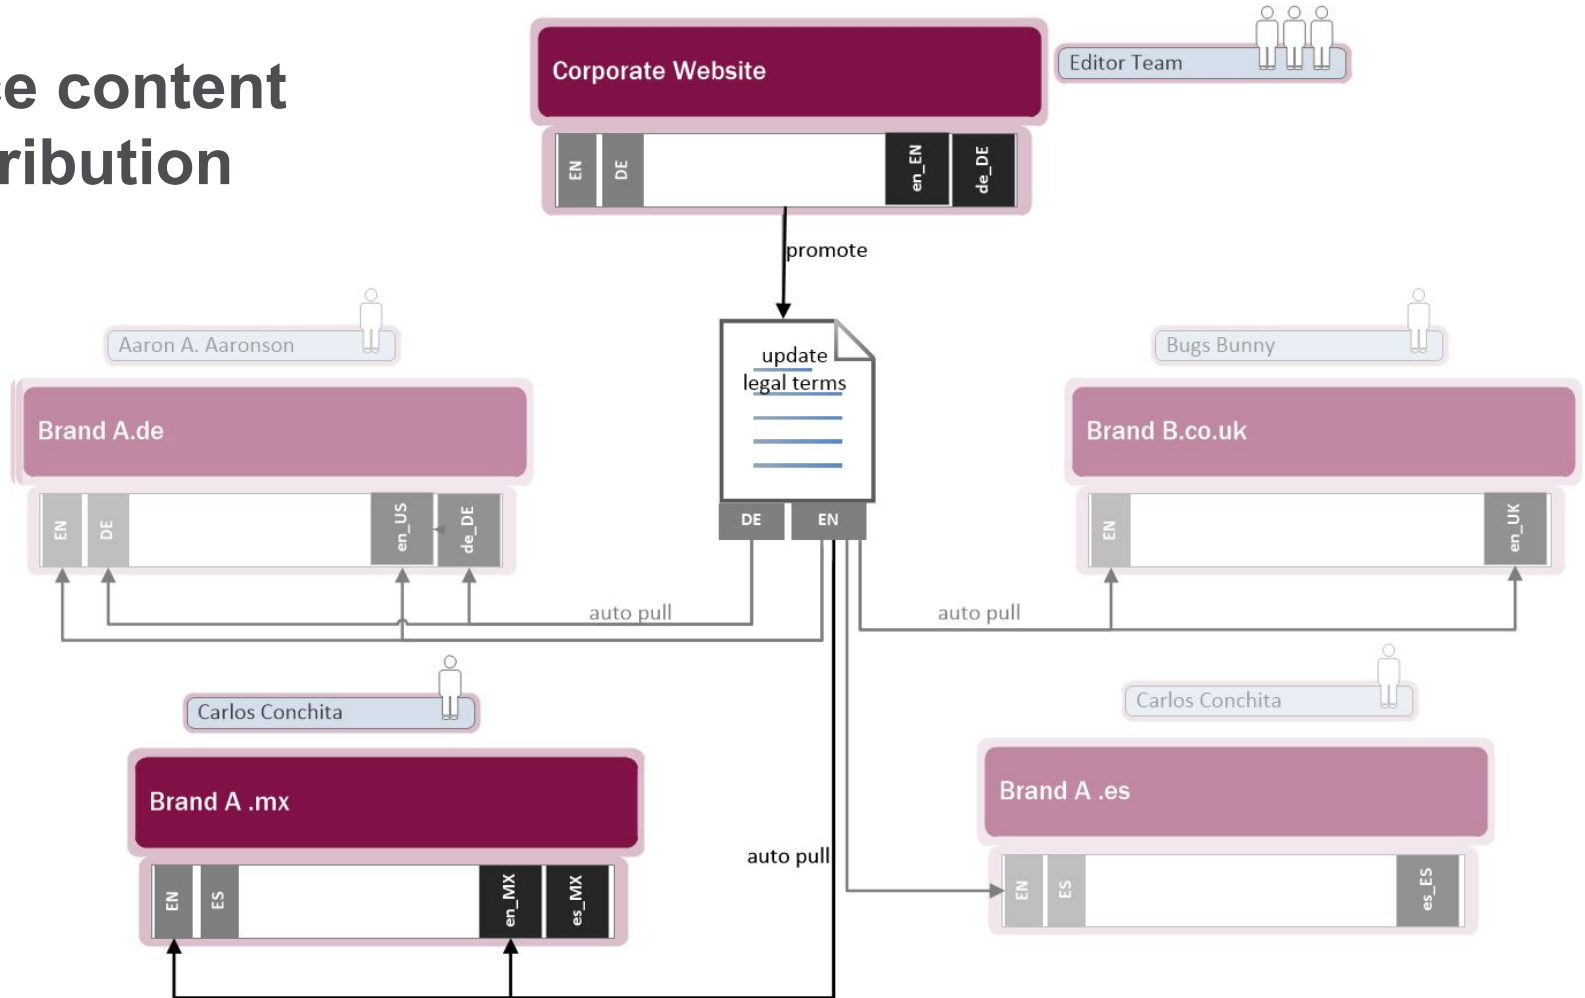 content
Corporate Website
Editor Team
EN
DE
en_EN
de_DE
promote
Aaron A. Aaronson
Brand A.de
EN
DE
en_US
de_DE
update
legal terms
DE
EN
Bugs Bunny
Brand B.co.uk
EN
en_UK
auto pull
auto pull
Carlos Conchita
Brand A .mx
EN
ES
en_MX
es_MX
auto pull
Carlos Conchita
Brand A .es
EN
ES
es_ES